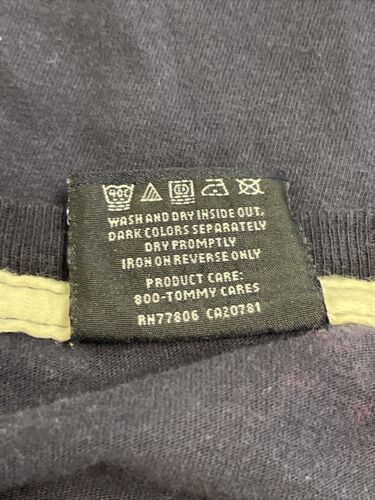 40C
WASH AND DRY INSIDE OUT,
DARK COLORS SEPARATELY
DRY PROMPTLY
IRON ON REVERSE ONLY
PRODUCT CARE:
800-TOMMY CARES
RN77806 CA20781